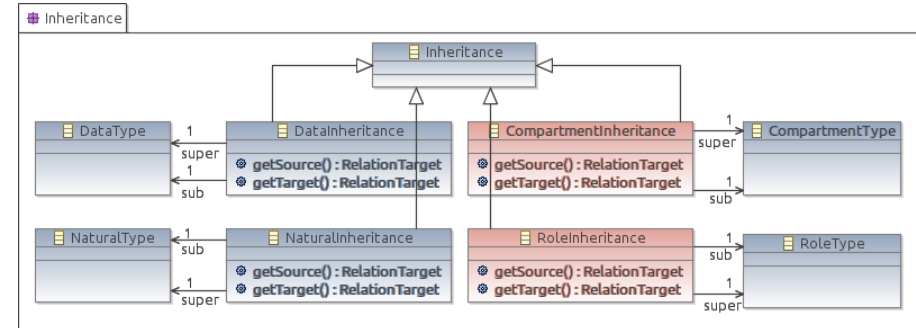 Inheritance
Inheritance
DataType
1
super
1
sub
DataInheritance
getSource() : RelationTarget
getTarget() : RelationTarget
CompartmentInheritance
getSource() : RelationTarget
getTarget() : RelationTarget
1
super
1
sub
CompartmentType
NaturalType
1
sub
1
super
NaturalInheritance
getSource() : RelationTarget
getTarget() : RelationTarget
RoleInheritance
getSource() : RelationTarget
getTarget() : RelationTarget
1
sub
1
super
RoleType